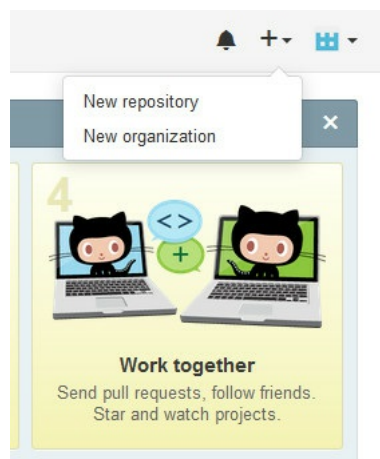 New repository
New organization
4
<>
+
Work together
Send pull requests, follow friends.
Star and watch projects.